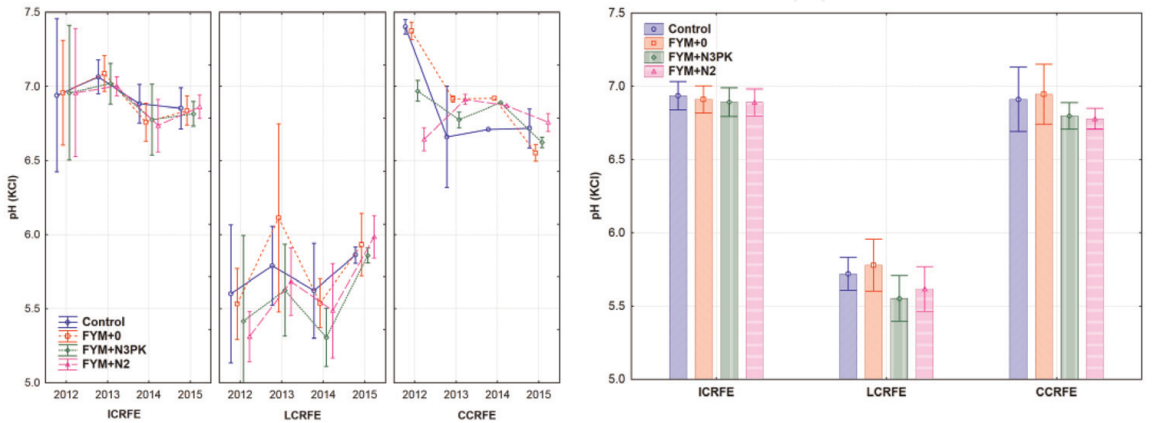 7.5
7.0
6.5
6.0
5.5
5.0
pH (KCl)
Control
FYM+0
FYM+N3PK
FYM+N2
2012 2013 2014 2015
ICRFE
2012 2013 2014 2015
LCRFE
2012 2013 2014 2015
CCRFE
7.5
7.0
6.5
6.0
5.5
5.0
pH (KCl)
Control
FYM+0
FYM+N3PK
FYM+N2
ICRFE LCRFE CCRFE